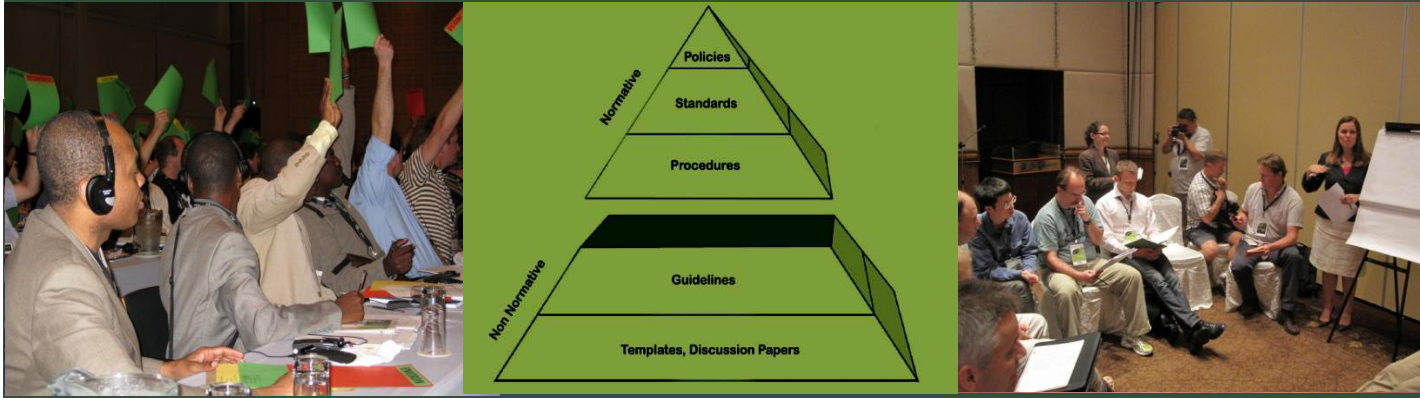 Policies
Normative
Standards
Procedures
Non Normative
Guidelines
Templates, Discussion Papers